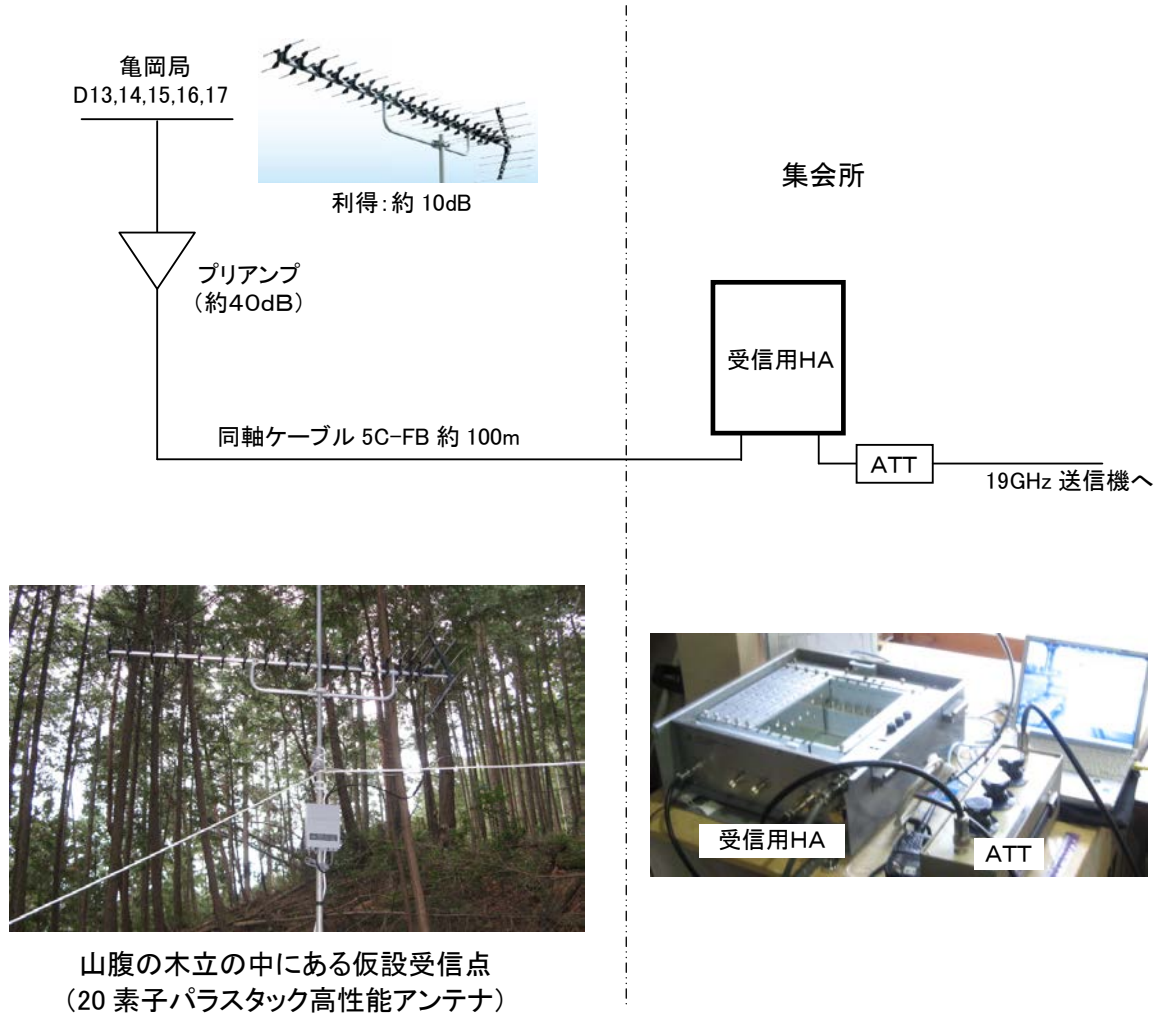 亀岡局
D13,14,15,16,17
利得:約 10dB
プリアンプ
(約40dB)
同軸ケーブル 5C-FB 約 100m
集会所
受信用HA
ATT
19GHz 送信機へ
受信用HA
ATT
山腹の木立の中にある仮設受信点
(20 素子パラスタック高性能アンテナ)